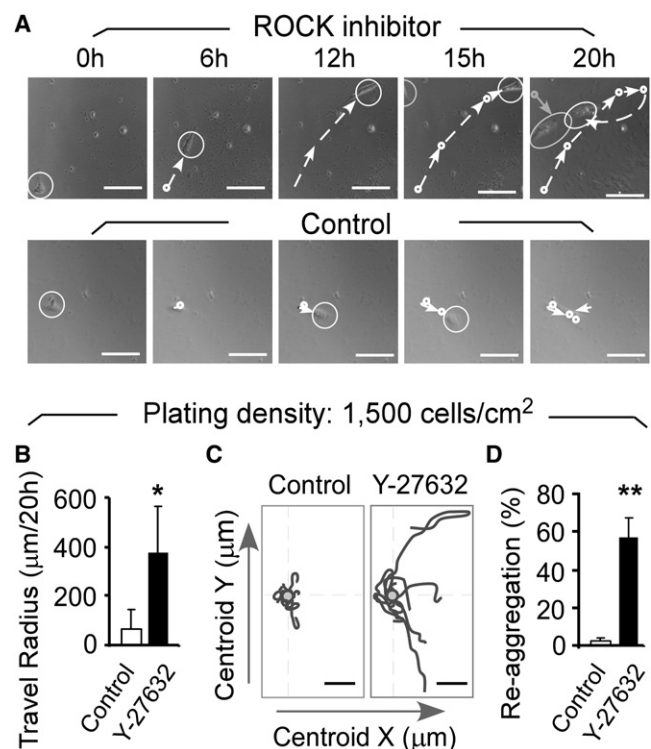 A
ROCK inhibitor
0h 6h 12h 15h 20h
Control
Plating density: 1,500 cells/cm²
B
Travel Radius (μm/20h)
600
400
200
0
Control
Y-27632
*
C
Control Y-27632
Centroid Y (μm)
Centroid X (μm)
D
Re-aggregation (%)
80
60
40
20
0
Control
Y-27632
**